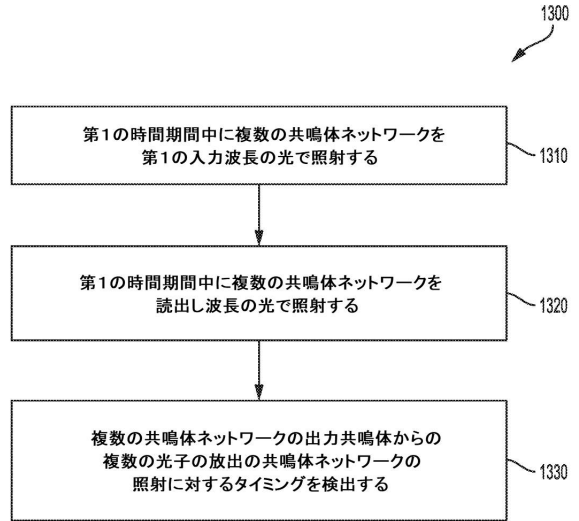 1300
第1の時間期間中に複数の共鳴体ネットワークを
第1の入力波長の光で照射する
1310
第1の時間期間中に複数の共鳴体ネットワークを
読出し波長の光で照射する
1320
複数の共鳴体ネットワークの出力共鳴体からの
複数の光子の放出の共鳴体ネットワークの
照射に対するタイミングを検出する
1330